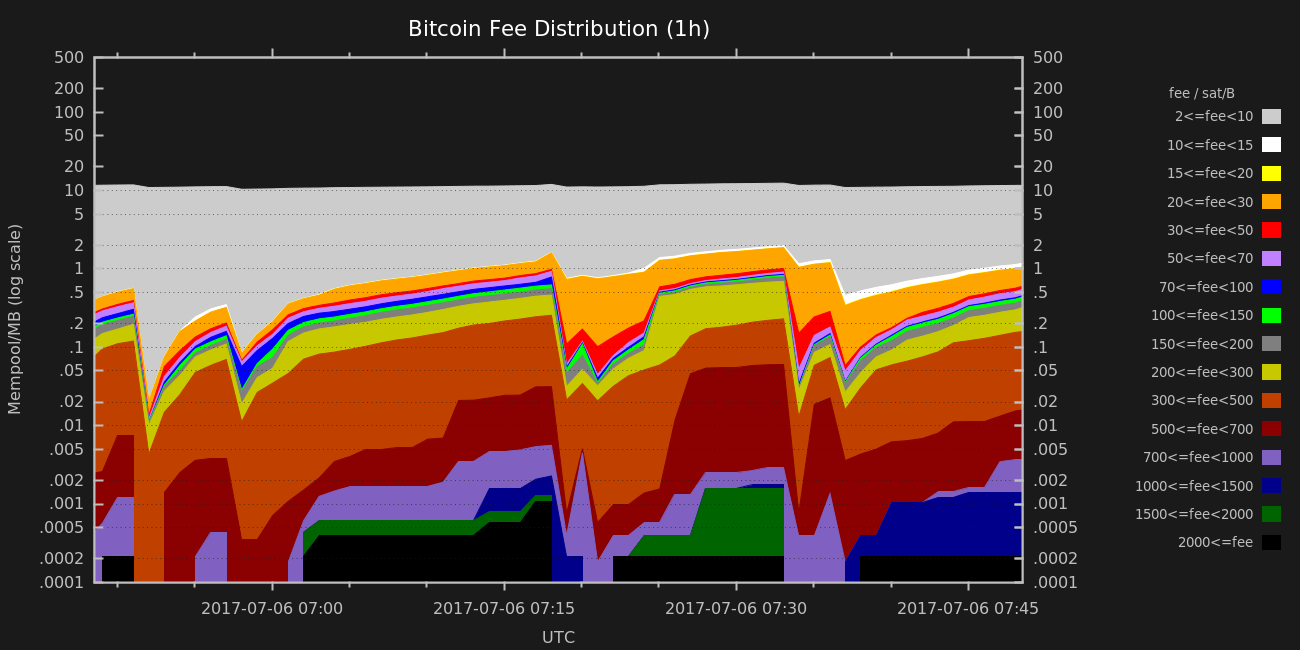 Bitcoin Fee Distribution (1h)
500 500
200 200
100 100
50 50
20 20
10 10
5 5
2 2
1 1
.5 .5
.2 .2
.1 .1
.05 .05
.02 .02
.01 .01
.005 .005
.002 .002
.001 .001
.0005 .0005
.0002 .0002
.0001 .0001
Mempool/MB (log scale)
2017-07-06 07:00 2017-07-06 07:15 2017-07-06 07:30 2017-07-06 07:45
UTC
fee / sat/B
2<=fee<10
10<=fee<15
15<=fee<20
20<=fee<30
30<=fee<50
50<=fee<70
70<=fee<100
100<=fee<150
150<=fee<200
200<=fee<300
300<=fee<500
500<=fee<700
700<=fee<1000
1000<=fee<1500
1500<=fee<2000
2000<=fee